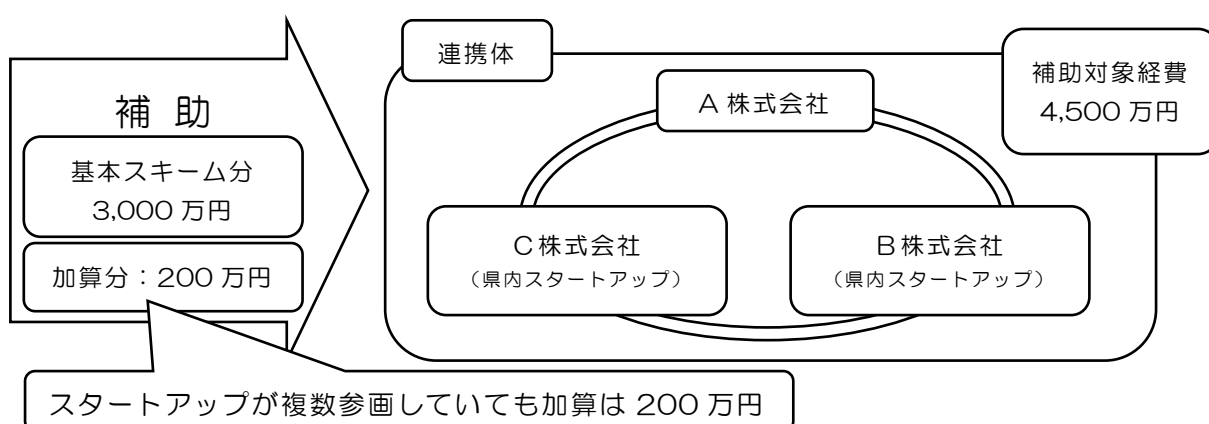 補 助
基本スキーム分
3,000 万円
加算分：200 万円
連携体
補助対象経費
4,500 万円
A 株式会社
C 株式会社
（県内スタートアップ）
B 株式会社
（県内スタートアップ）
スタートアップが複数参画していても加算は 200 万円